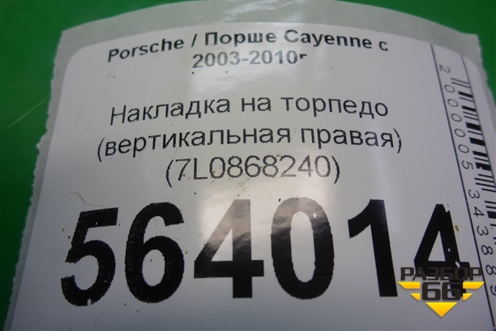 Porsche / Порше Cayenne с
2003-2010г
Накладка на торпедо
(вертикальная правая)
(7L0868240)
564014
РАЗБОР
66